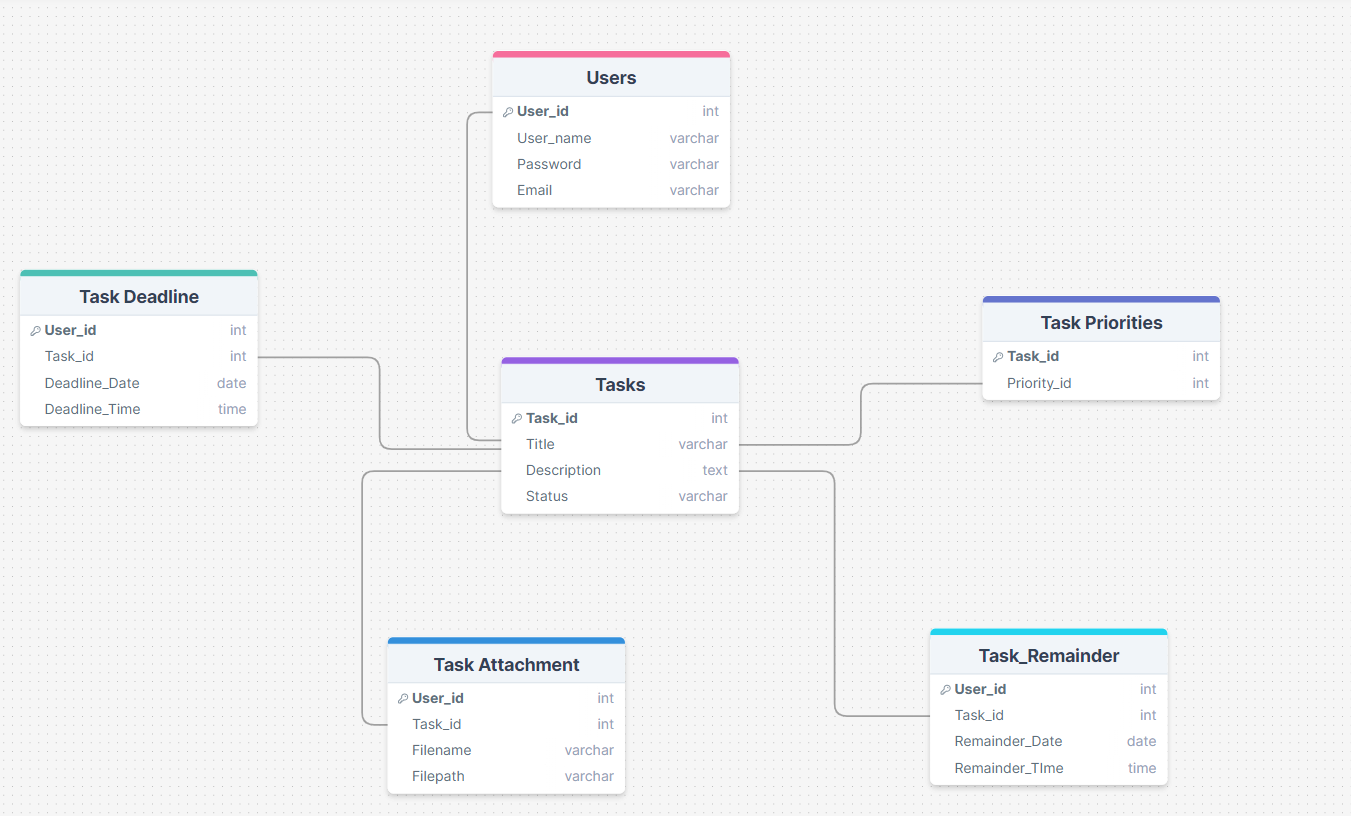 Users
User_id int
User_name varchar
Password varchar
Email varchar
Task Deadline
User_id int
Task_id int
Deadline_Date date
Deadline_Time time
Task Priorities
Task_id int
Priority_id int
Tasks
Task_id int
Title varchar
Description text
Status varchar
Task Attachment
User_id int
Task_id int
Filename varchar
Filepath varchar
Task_Remainder
User_id int
Task_id int
Remainder_Date date
Remainder_TIme time